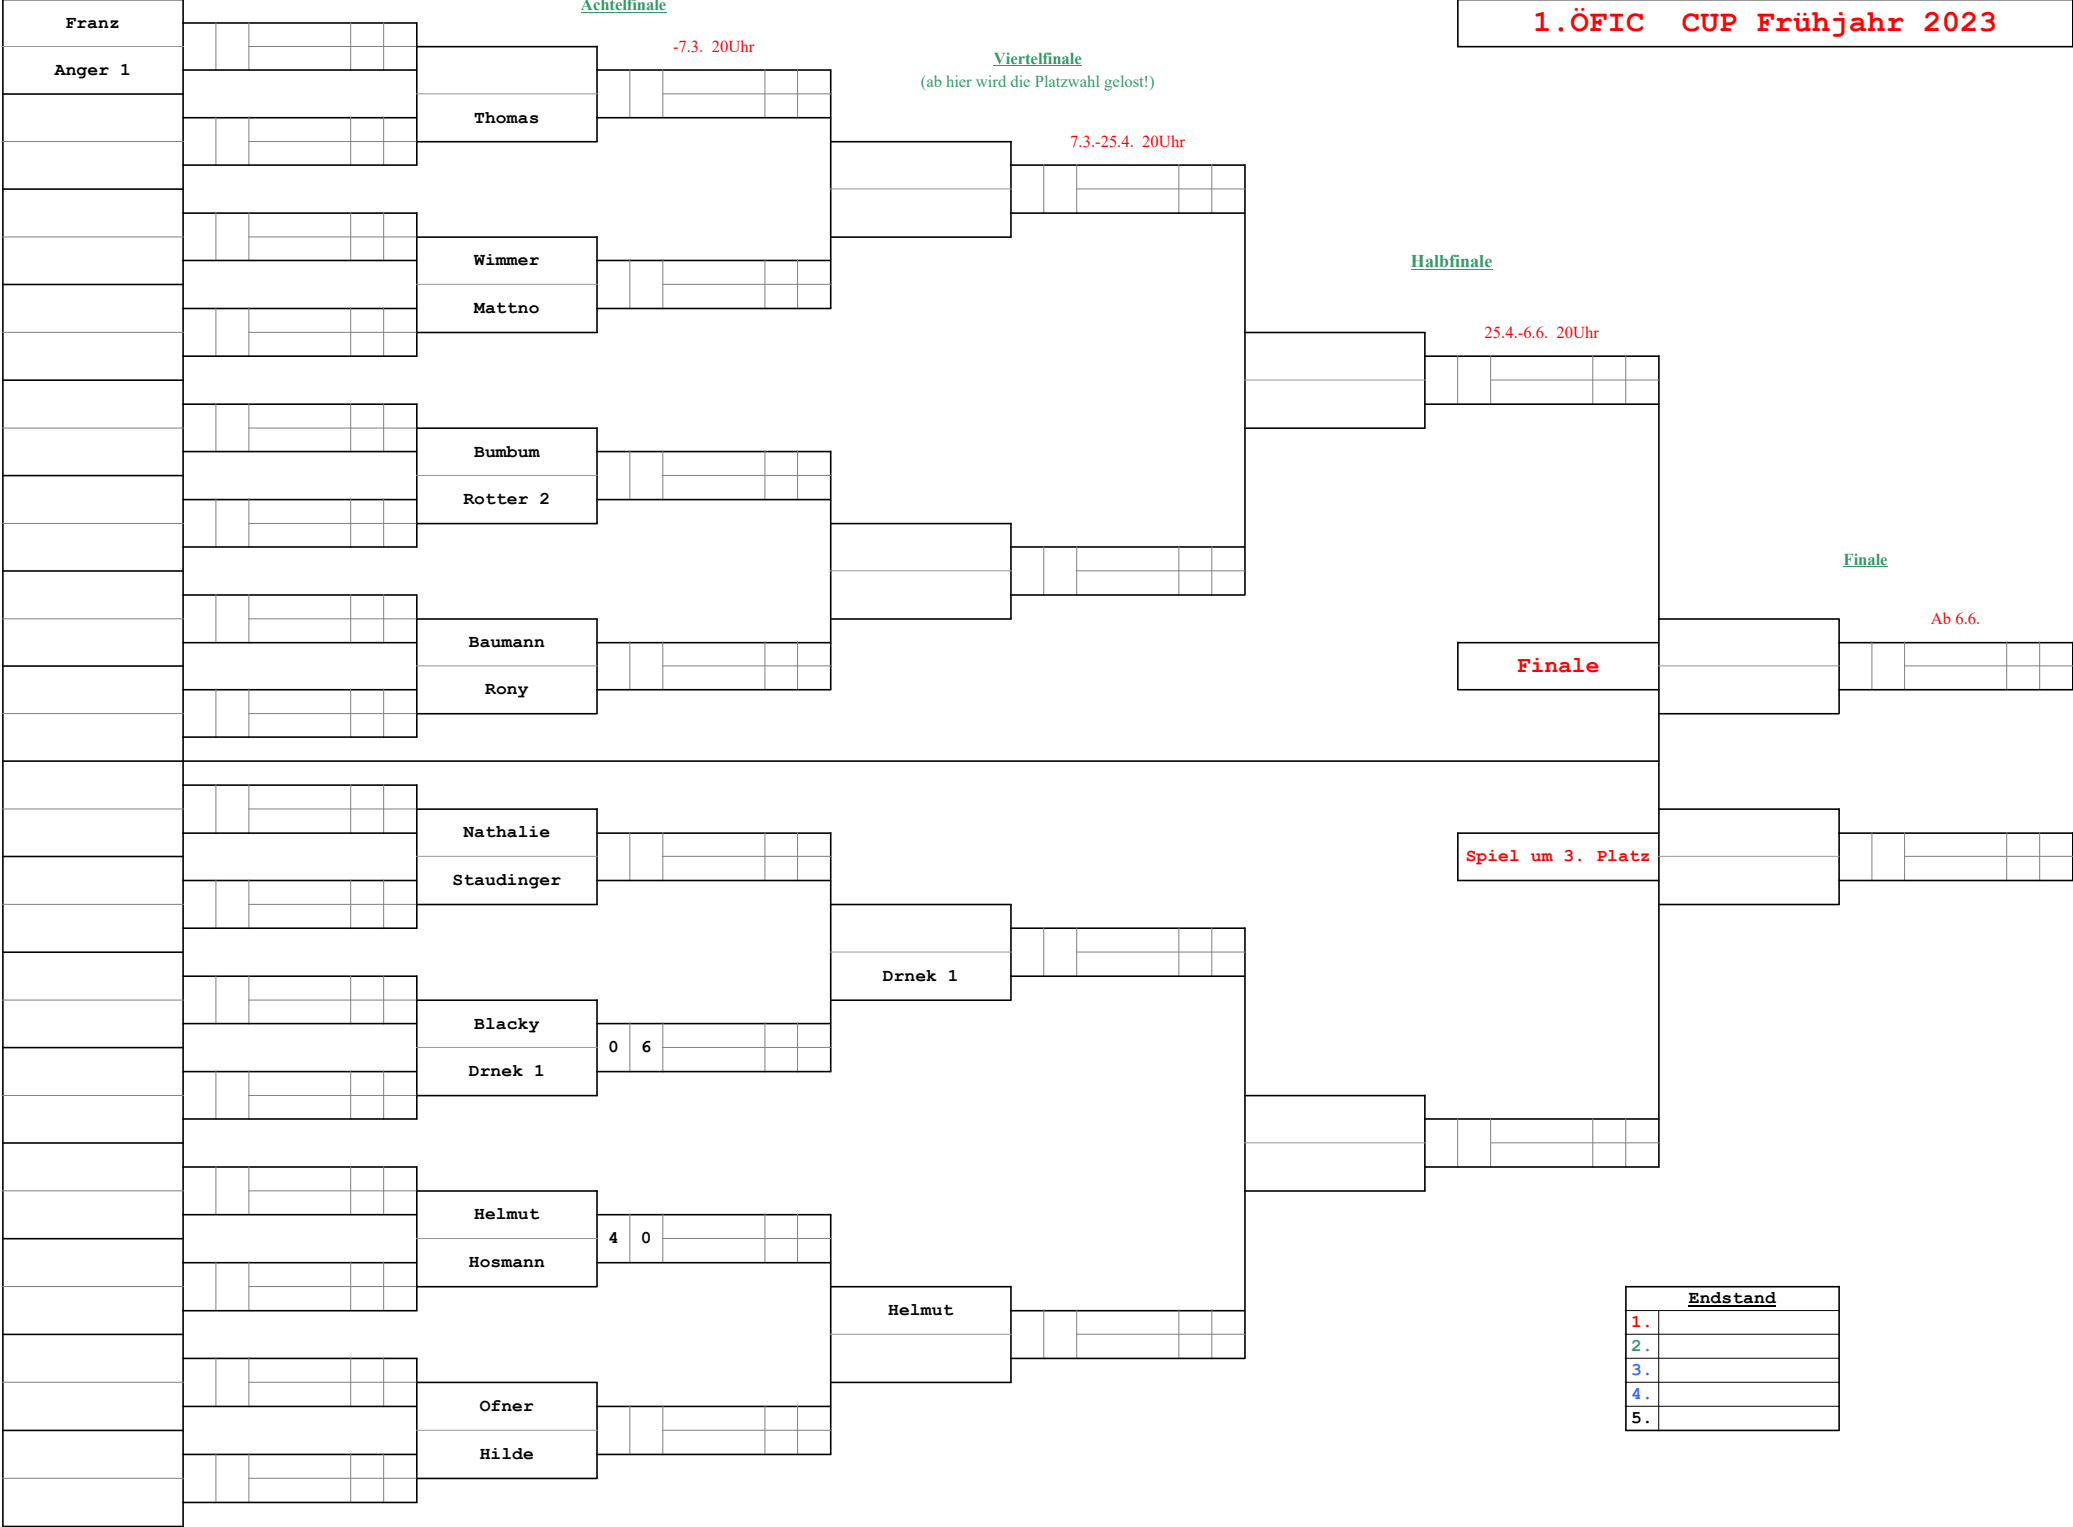 Achtelfinale
1.ÖFIC CUP Frühjahr 2023
Franz
Anger 1
-7.3. 20Uhr
Viertelfinale
(ab hier wird die Platzwahl gelost!)
Thomas
7.3.-25.4. 20Uhr
Wimmer
Mattno
Halbfinale
25.4.-6.6. 20Uhr
Bumbum
Rotter 2
Finale
Ab 6.6.
Baumann
Rony
Finale
Nathalie
Staudinger
Spiel um 3. Platz
Drnek 1
Blacky
0 6
Drnek 1
Helmut
4 0
Hosmann
Helmut
Endstand
1.
2.
3.
4.
5.
Ofner
Hilde